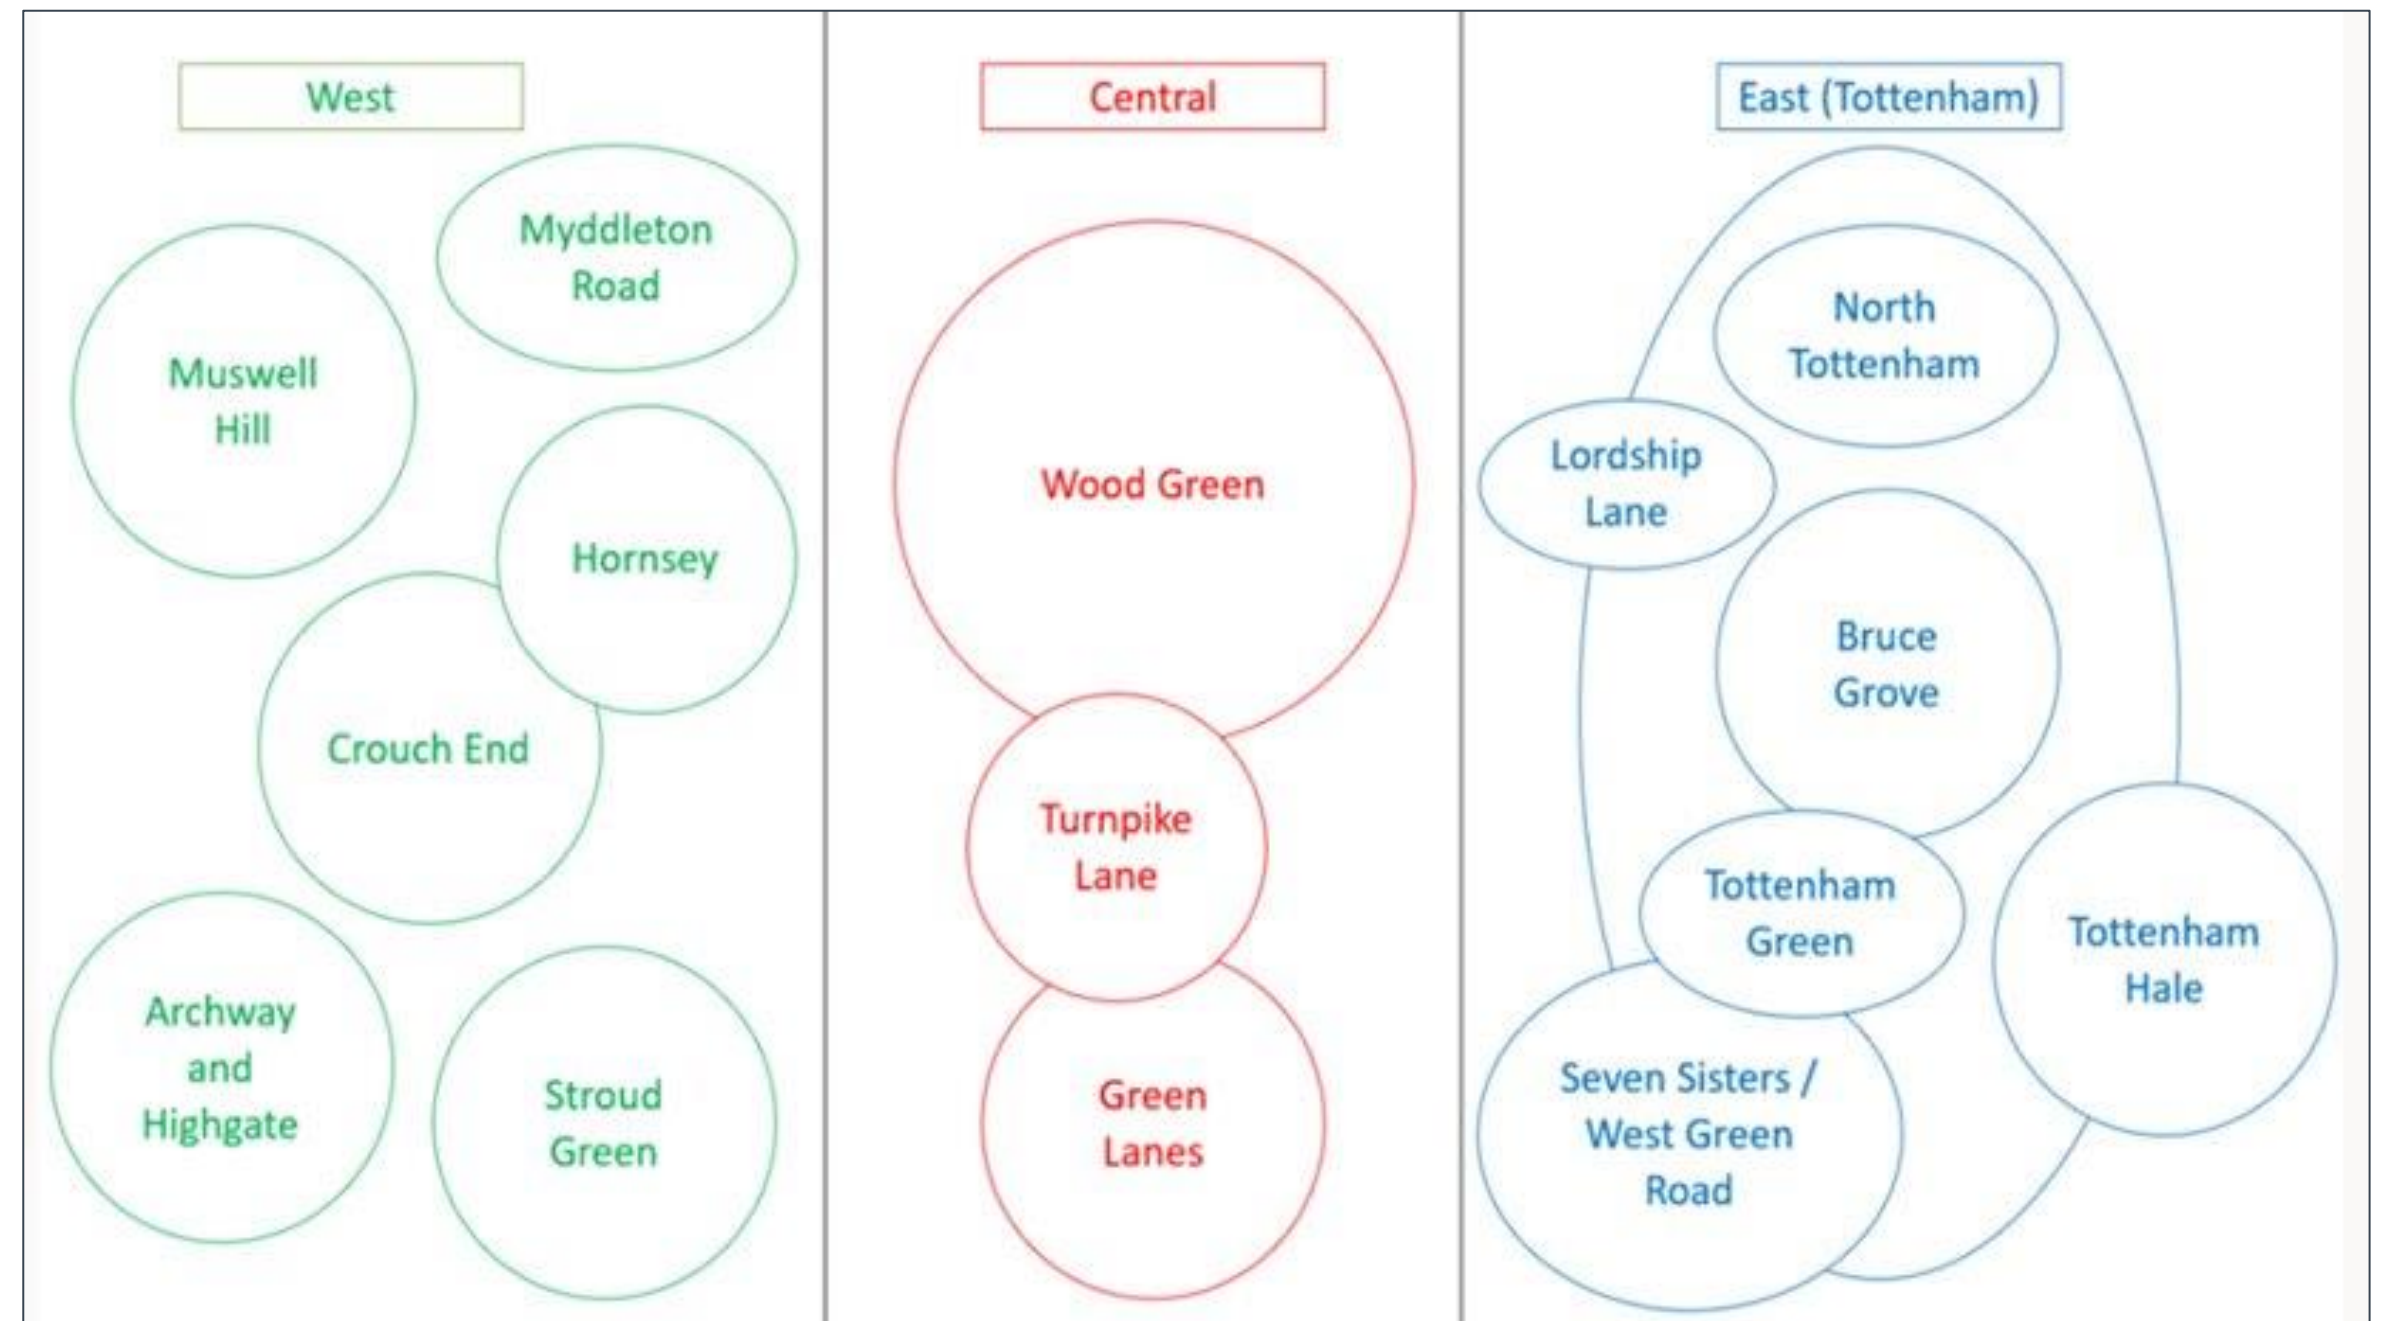 West
Myddleton
Road
Muswell
Hill
Hornsey
Crouch End
Archway
and
Highgate
Stroud
Green
Central
Wood Green
Turnpike
Lane
Green
Lanes
East (Tottenham)
North
Tottenham
Lordship
Lane
Bruce
Grove
Tottenham
Green
Tottenham
Hale
Seven Sisters /
West Green
Road